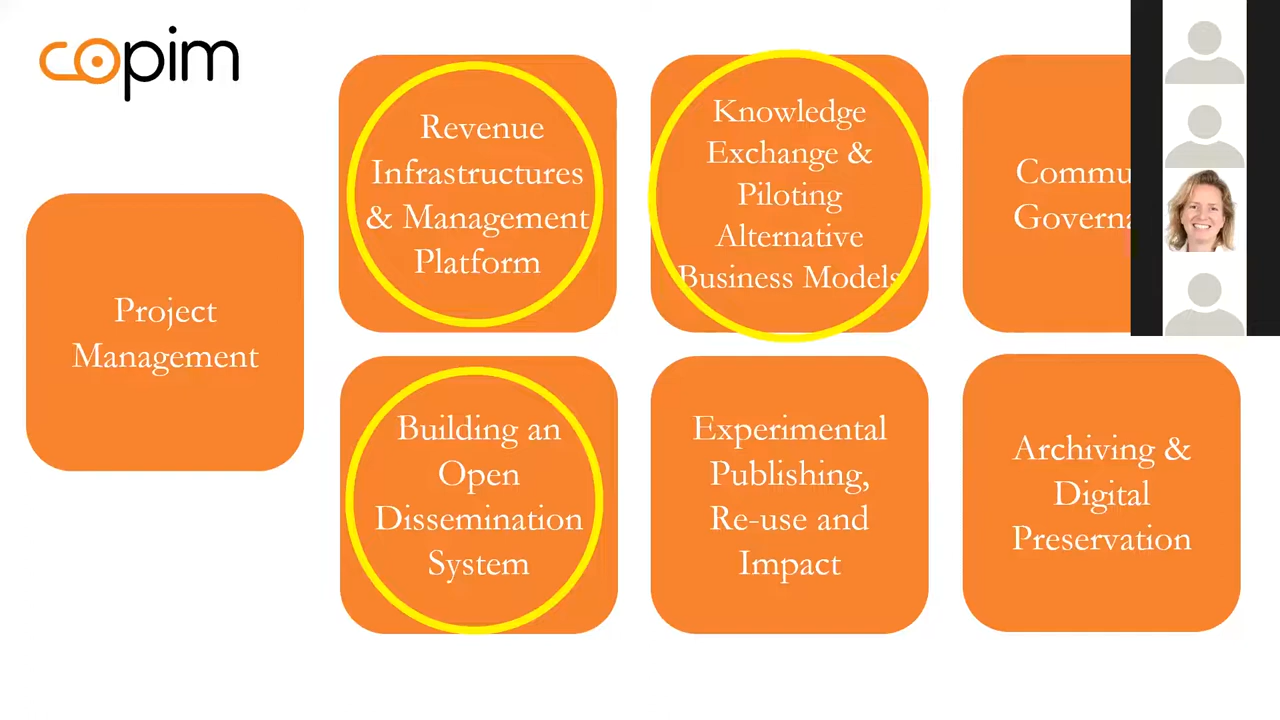 copim
Revenue
Infrastructures
& Management
Platform
Knowledge
Exchange &
Piloting
Alternative
Business Models
Project
Management
Building an
Open
Dissemination
System
Experimental
Publishing,
Re-use and
Impact
Archiving &
Digital
Preservation